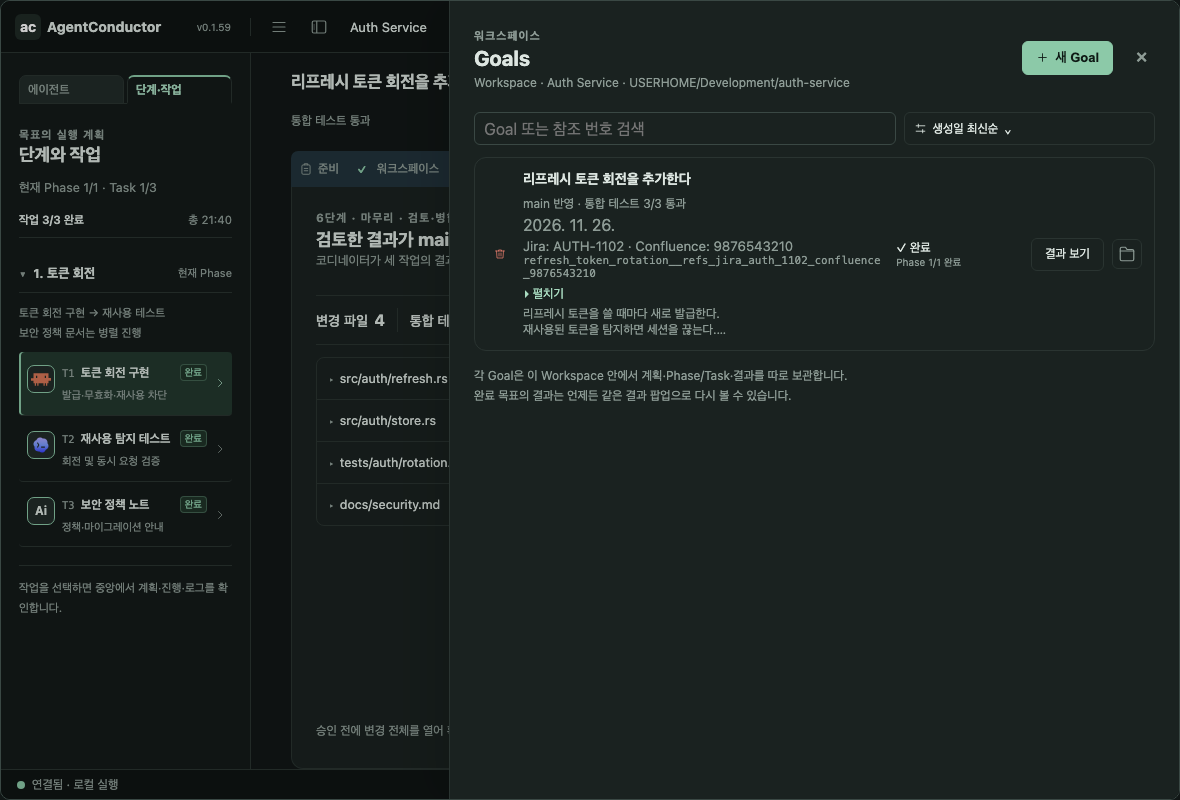 ac AgentConductor v0.1.59 Auth Service
에이전트
단계·작업
목표의 실행 계획
단계와 작업
현재 Phase 1/1 · Task 1/3
작업 3/3 완료 총 21:40
1. 토큰 회전 현재 Phase
토큰 회전 구현 → 재사용 테스트
보안 정책 문서는 병렬 진행
T1 토큰 회전 구현 완료
발급·무효화·재사용 차단
T2 재사용 탐지 테스트 완료
회전 및 동시 요청 검증
Ai T3 보안 정책 노트 완료
정책·마이그레이션 안내
작업을 선택하면 중앙에서 계획·진행·로그를 확
인합니다.
연결됨 · 로컬 실행
리프레시 토큰 회전을 추
통합 테스트 통과
준비 ✓ 워크스페이스
6단계 · 마무리 · 검토·병합
검토한 결과가 mai
코디네이터가 세 작업의 결과
변경 파일 4 통합 테
src/auth/refresh.rs
src/auth/store.rs
tests/auth/rotation.
docs/security.md
승인 전에 변경 전체를 열어
워크스페이스
Goals
Workspace · Auth Service · USERHOME/Development/auth-service
+ 새 Goal
Goal 또는 참조 번호 검색
생성일 최신순
리프레시 토큰 회전을 추가한다
main 반영 · 통합 테스트 3/3 통과
2026. 11. 26.
Jira: AUTH-1102 · Confluence: 9876543210
refresh_token_rotation__refs_jira_auth_1102_confluence
_9876543210
펼치기
리프레시 토큰을 쓸 때마다 새로 발급한다.
재사용된 토큰을 탐지하면 세션을 끊는다....
✓ 완료
Phase 1/1 완료
결과 보기
각 Goal은 이 Workspace 안에서 계획·Phase/Task·결과를 따로 보관합니다.
완료 목표의 결과는 언제든 같은 결과 팝업으로 다시 볼 수 있습니다.